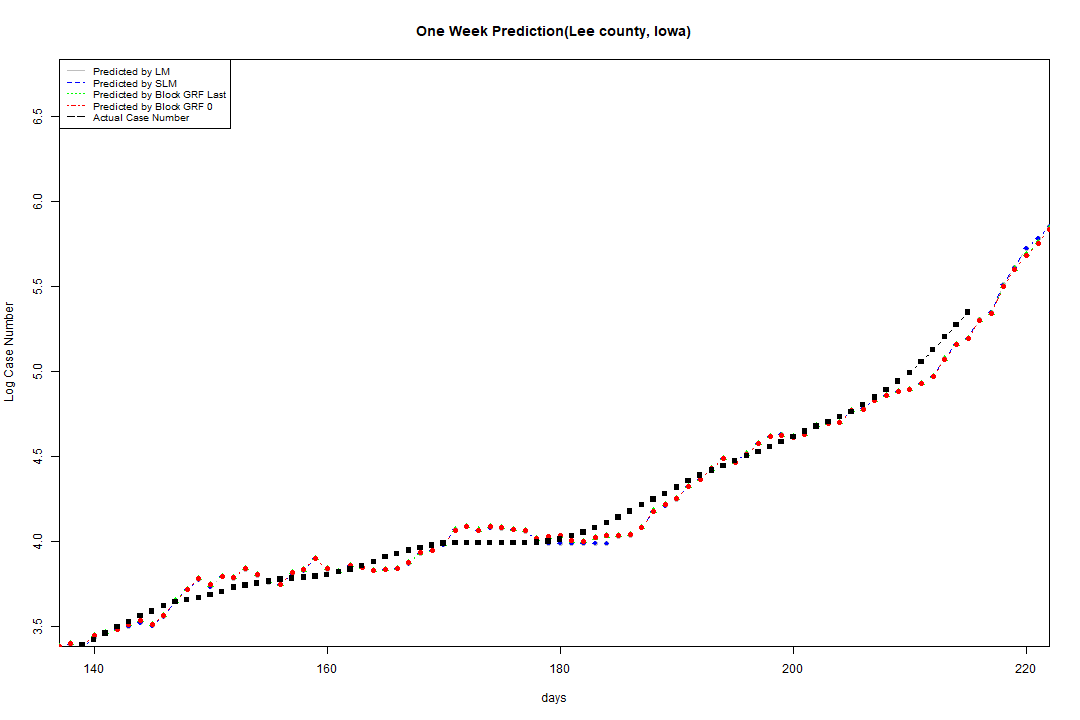 One Week Prediction(Lee county, Iowa)
Predicted by LM
Predicted by SLM
Predicted by Block GRF Last
Predicted by Block GRF 0
Actual Case Number
6.5
6.0
5.5
5.0
4.5
4.0
3.5
Log Case Number
140 160 180 200 220
days